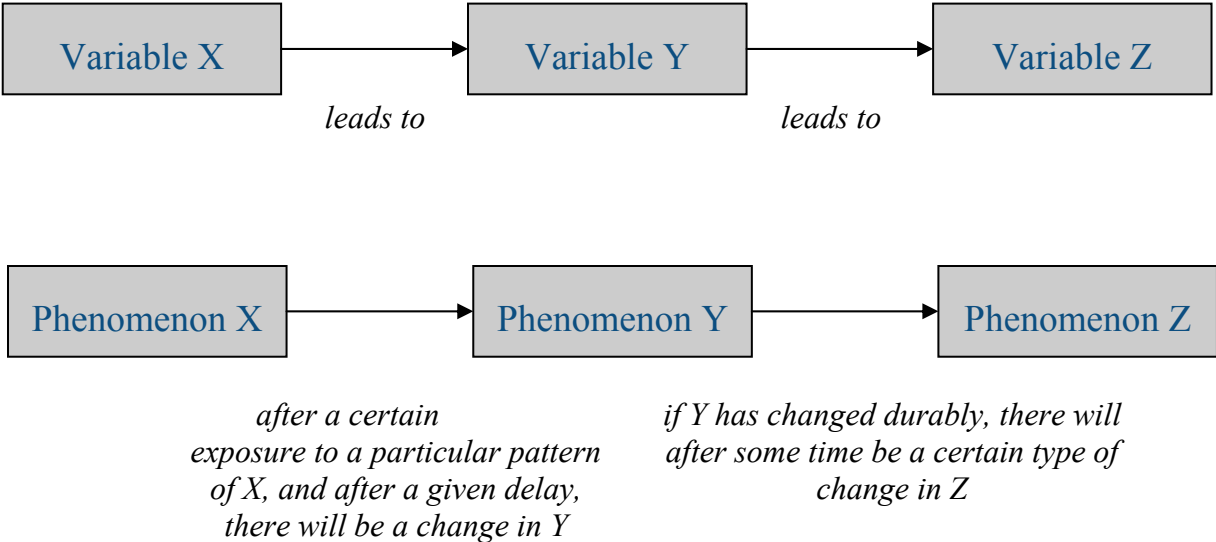 Variable X
Variable Y
Variable Z
leads to
leads to
Phenomenon X
Phenomenon Y
Phenomenon Z
after a certain
exposure to a particular pattern
of X, and after a given delay,
there will be a change in Y
if Y has changed durably, there will
after some time be a certain type of
change in Z